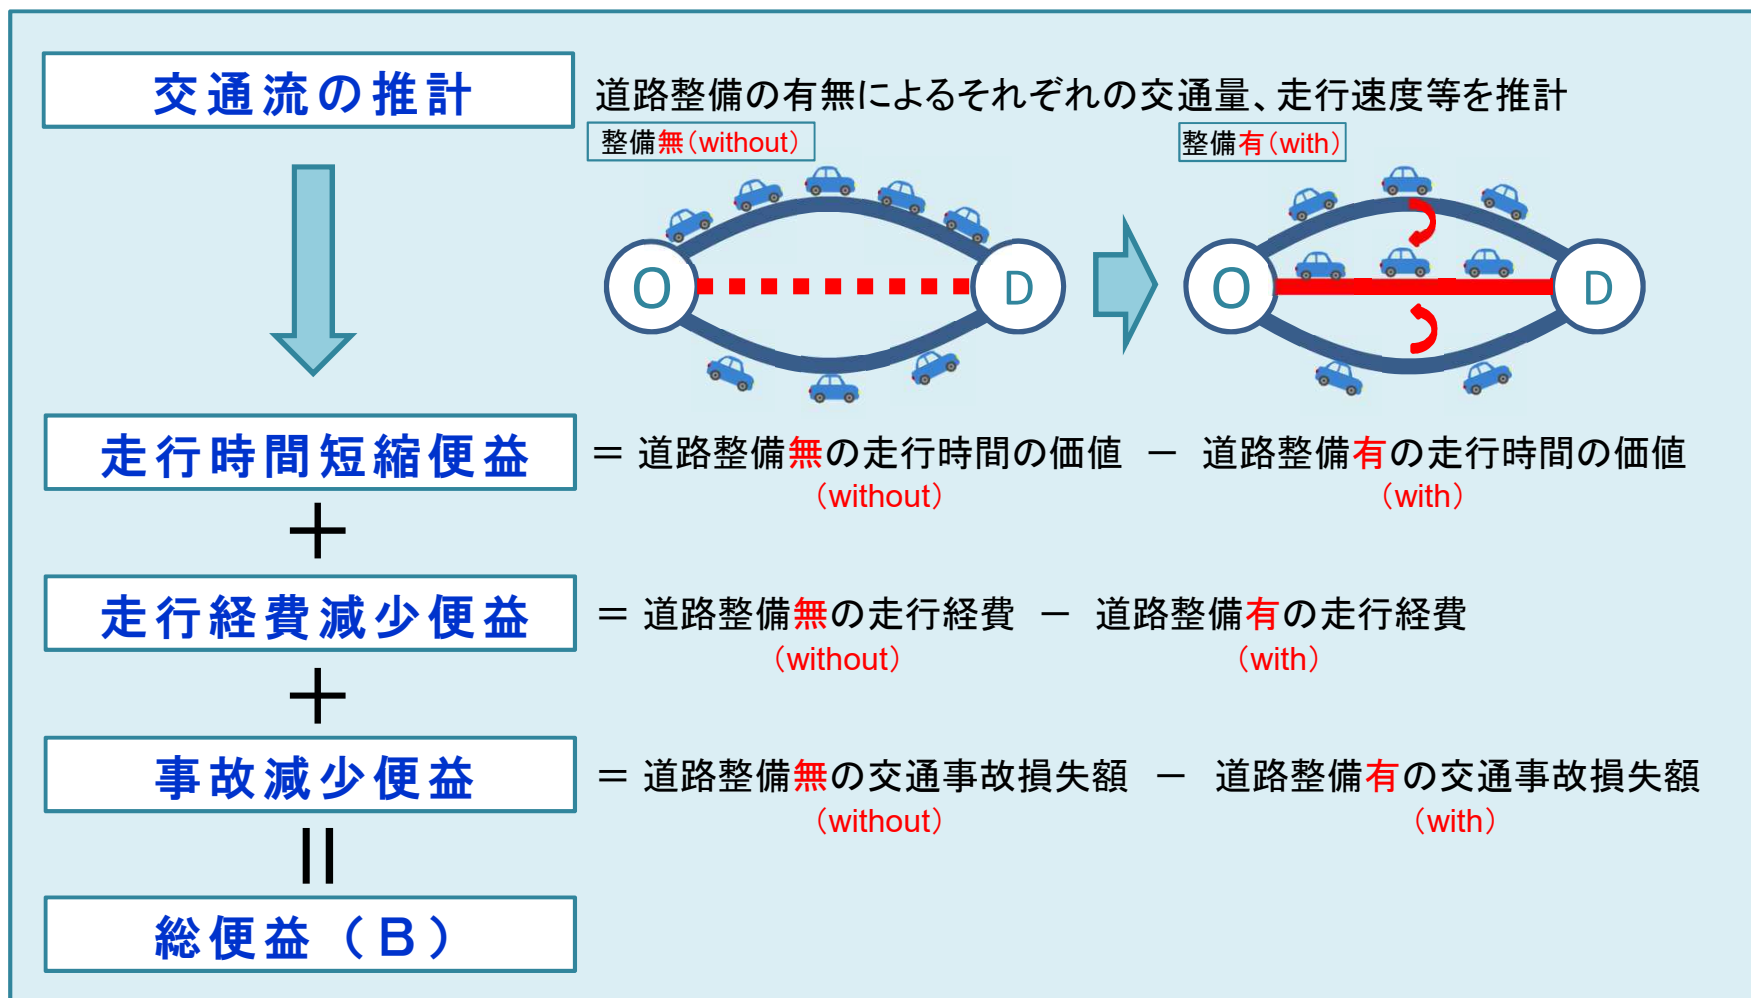 交通流の推計
道路整備の有無によるそれぞれの交通量、走行速度等を推計
整備無（without）
整備有（with）
O
D
O
D
走行時間短縮便益
＝ 道路整備無の走行時間の価値 － 道路整備有の走行時間の価値
（without）
（with）
＋
走行経費減少便益
＝ 道路整備無の走行経費 － 道路整備有の走行経費
（without）
（with）
＋
事故減少便益
＝ 道路整備無の交通事故損失額 － 道路整備有の交通事故損失額
（without）
（with）
＝
総便益（B）